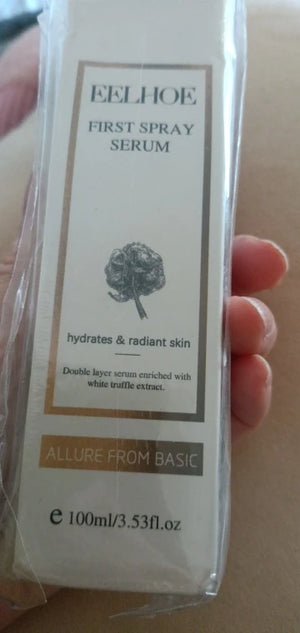 EELHOE
FIRST SPRAY
SERUM
hydrates & radiant skin
Double layer serum enriched with
white truffle extract.
ALLURE FROM BASIC
e 100ml/3.53fl.oz